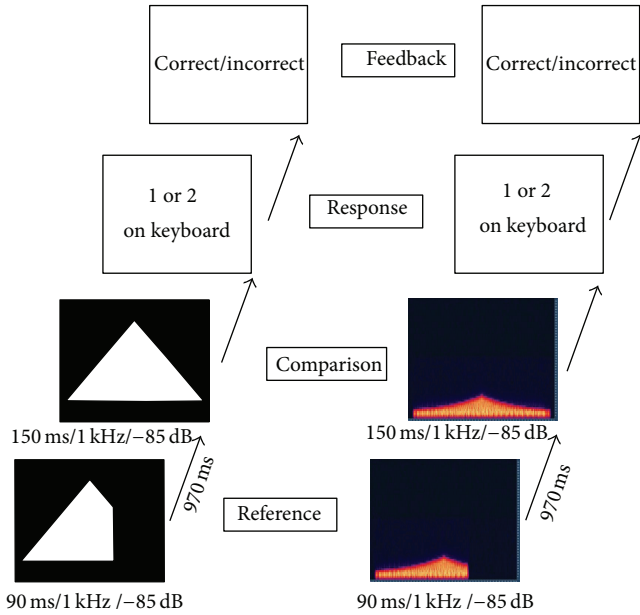 Correct/incorrect
Feedback
Correct/incorrect
1 or 2
on keyboard
Response
1 or 2
on keyboard
Comparison
150 ms/1 kHz/−85 dB
150 ms/1 kHz/−85 dB
970 ms
970 ms
Reference
90 ms/1 kHz /−85 dB
90 ms/1 kHz/−85 dB